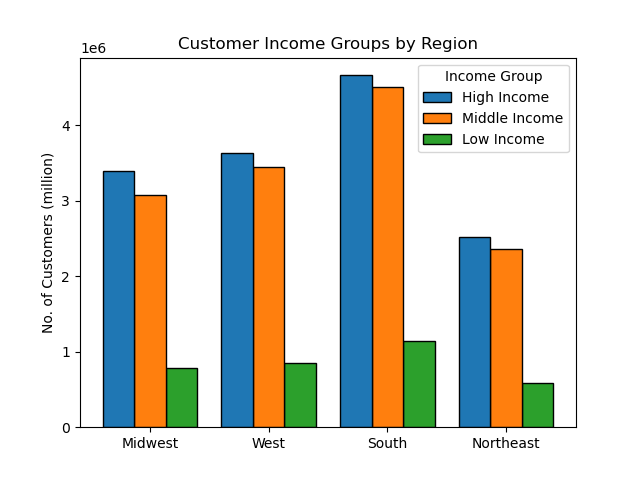 Customer Income Groups by Region
1e6
Income Group
High Income
Middle Income
Low Income
No. of Customers (million)
4
3
2
1
0
Midwest West South Northeast